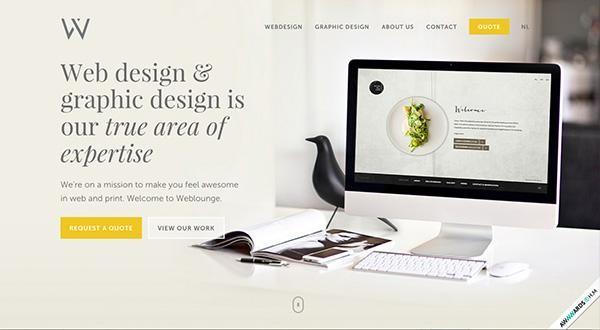 W
WEBDESIGN GRAPHIC DESIGN ABOUT US CONTACT QUOTE NL
Web design &
graphic design is
our true area of
expertise
We're on a mission to make you feel awesome
in web and print. Welcome to Weblounge.
REQUEST A QUOTE VIEW OUR WORK
Welcome
AWWWARDS H.M